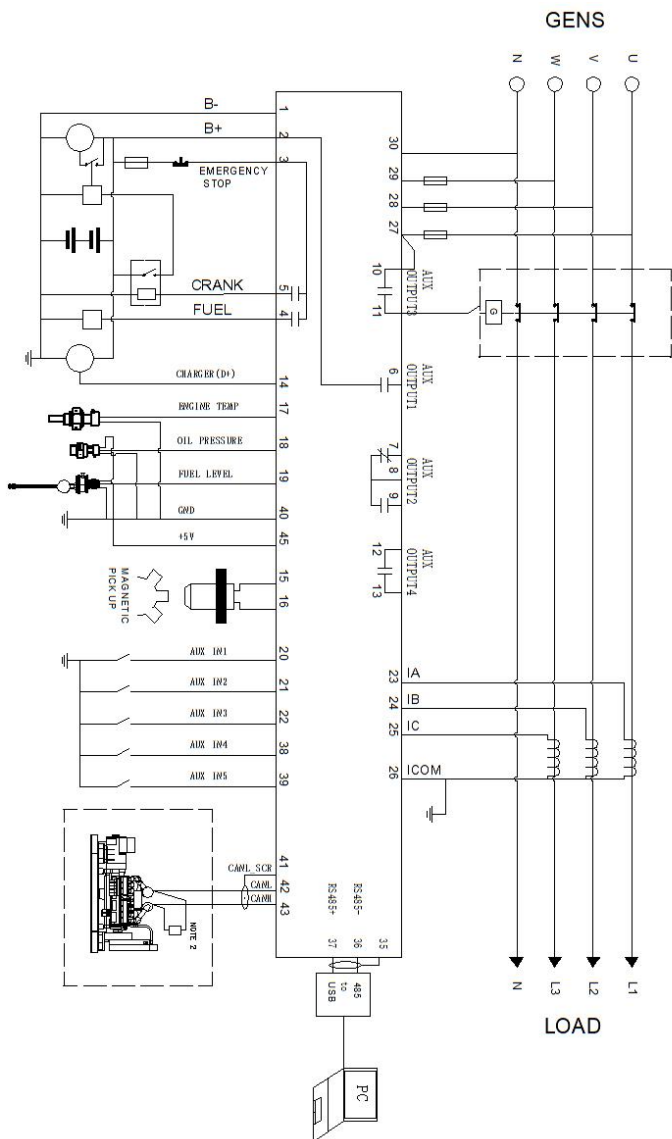 GENS
N
W
V
U
B-
1
B+
2
3
EMERGENCY
STOP
30
29
28
27
10
11
AUX
OUTPUT3
G
CRANK
5
FUEL
4
CHARGER(D+)
14
6
AUX
OUTPUT1
ENGINE TEMP
17
OIL PRESSURE
18
7
8
9
AUX
OUTPUT2
FUEL LEVEL
19
GND
40
+5V
45
12
13
AUX
OUTPUT4
MAGNETIC
PICK UP
15
16
AUX IN1
20
AUX IN2
21
AUX IN3
22
AUX IN4
38
AUX IN5
39
23
IA
24
IB
25
IC
26
ICOM
CANL SCR
41
CANL
42
CANH
43
NOTE 2
RS485+
37
RS485-
36
35
485
to
USB
PC
N
L3
L2
L1
LOAD